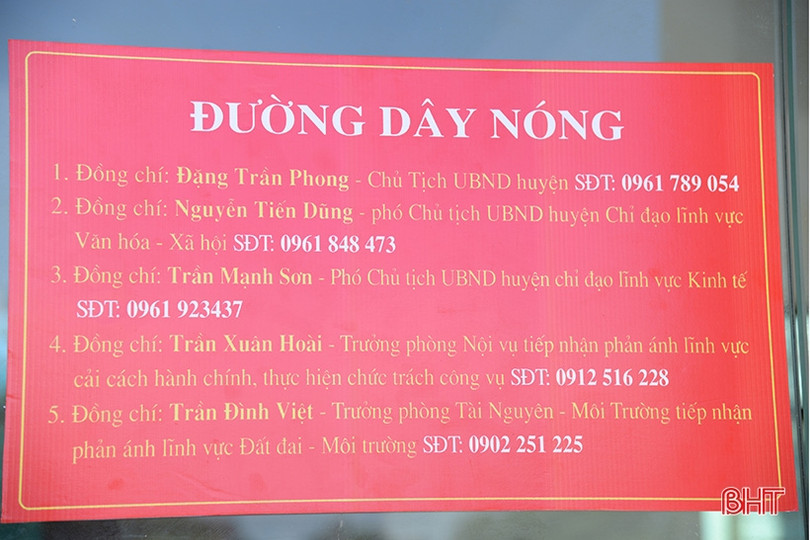 ĐƯỜNG DÂY NÓNG
1. Đồng chí: Đặng Trần Phong - Chủ Tịch UBND huyện SĐT: 0961 789 054
2. Đồng chí: Nguyễn Tiến Dũng - phó Chủ tịch UBND huyện Chỉ đạo lĩnh vực
Văn hóa - Xã hội SĐT: 0961 848 473
3. Đồng chí: Trần Mạnh Sơn - Phó Chủ tịch UBND huyện chỉ đạo lĩnh vực Kinh tế
SĐT: 0961 923437
4. Đồng chí: Trần Xuân Hoài - Trưởng phòng Nội vụ tiếp nhận phản ánh lĩnh vực
cải cách hành chính, thực hiện chức trách công vụ SĐT: 0912 516 228
5. Đồng chí: Trần Đình Việt - Trưởng phòng Tài Nguyên - Môi Trường tiếp nhận
phản ánh lĩnh vực Đất đai - Môi trường SĐT: 0902 251 225
BHT